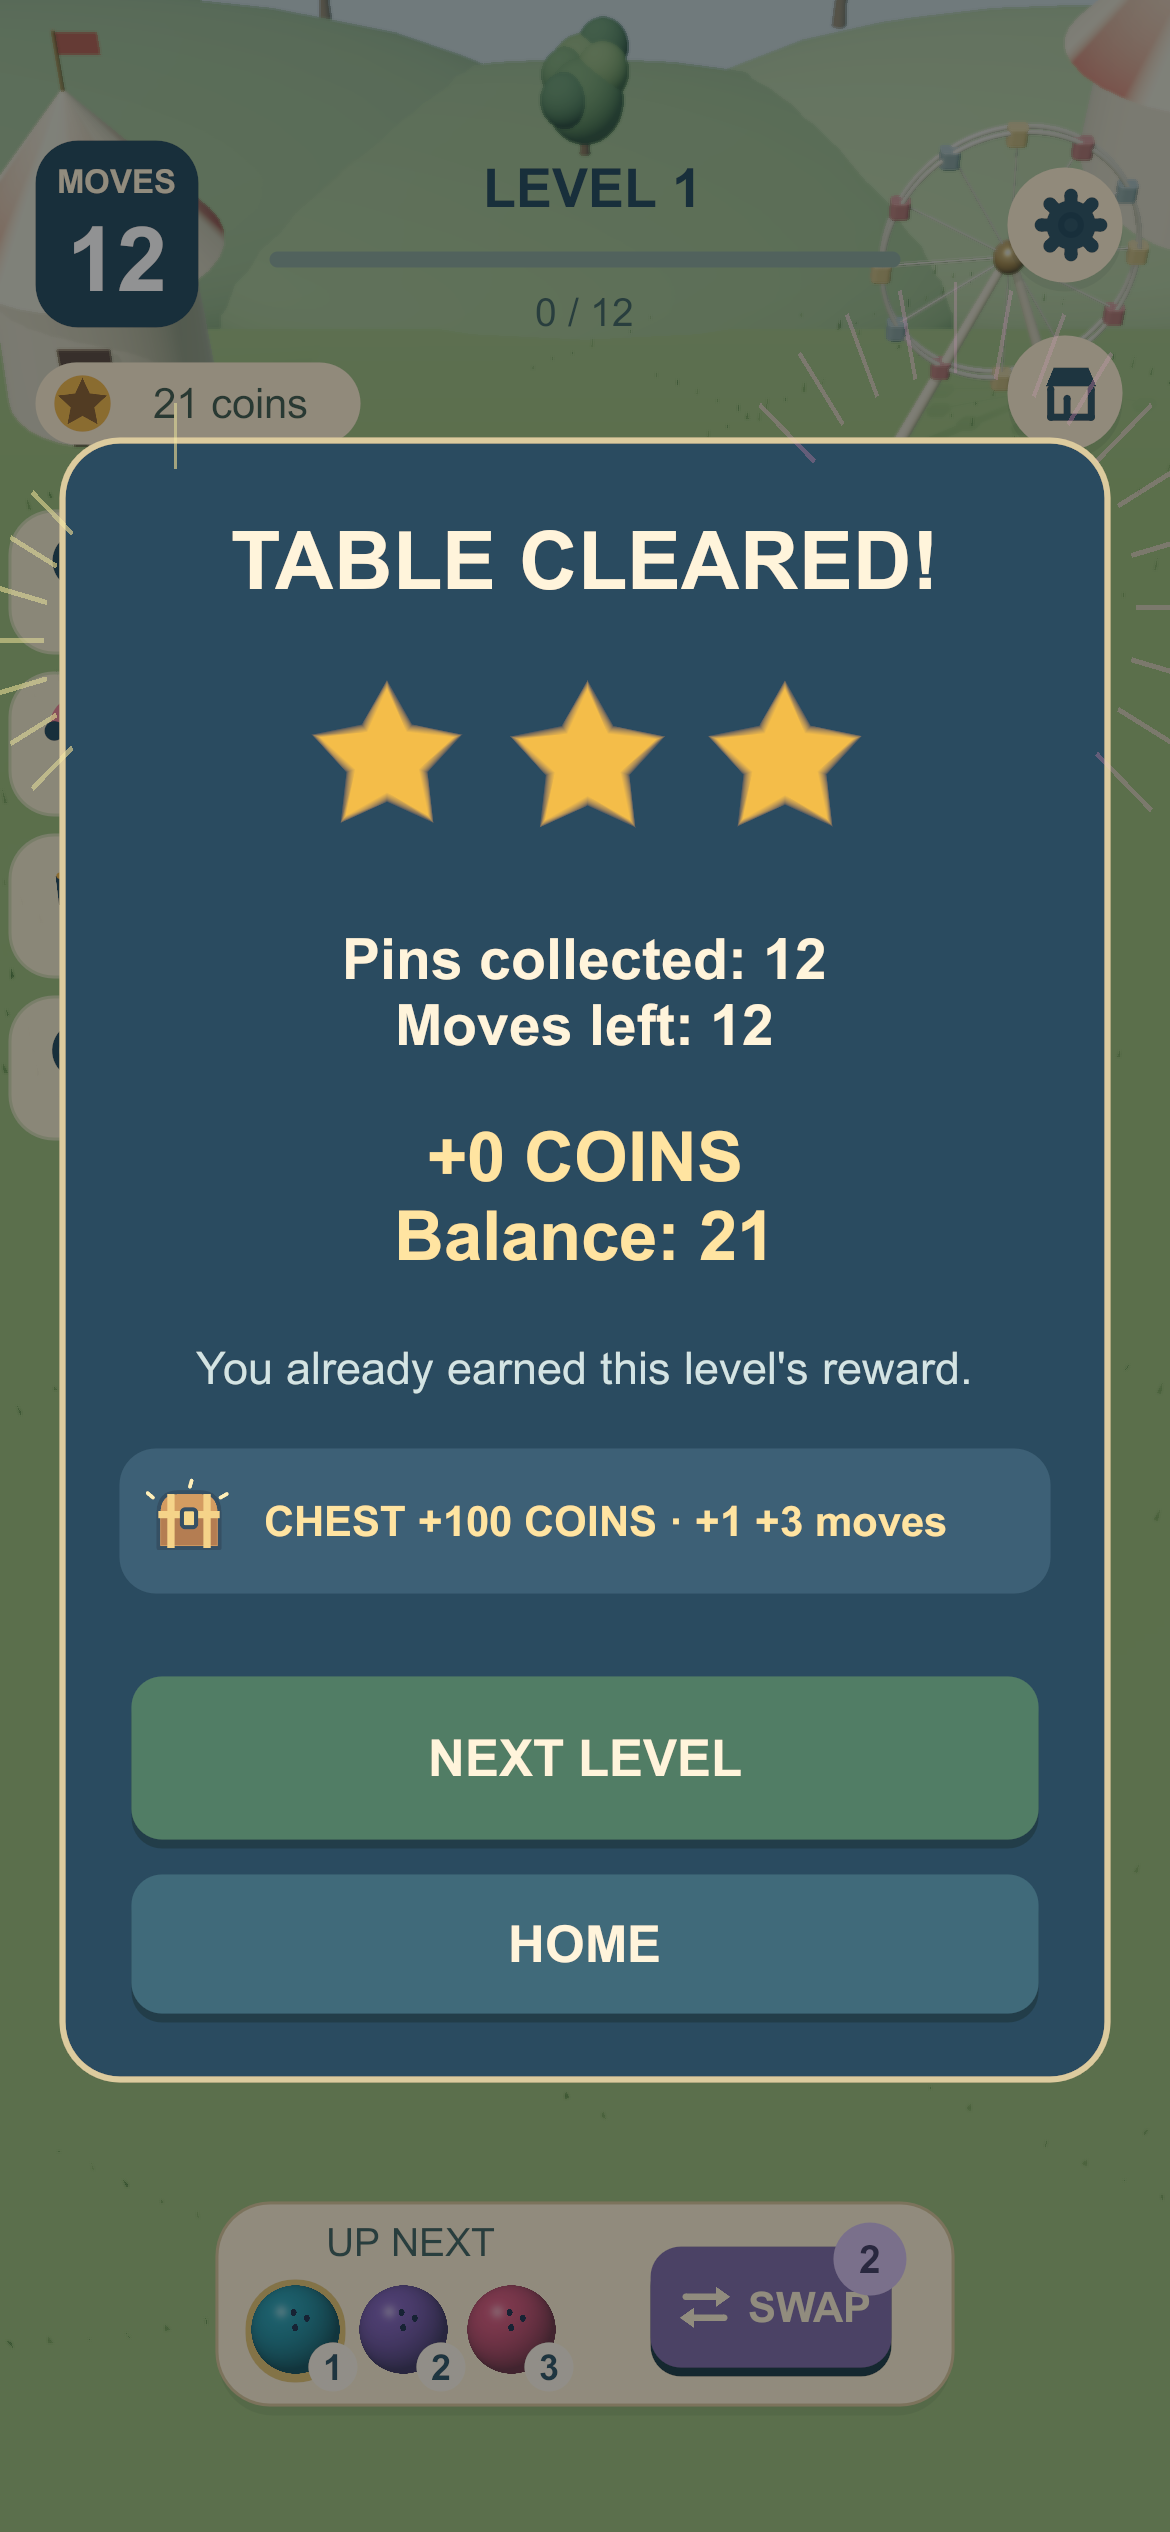 MOVES
12
LEVEL 1
0 / 12
21 coins
TABLE CLEARED!
Pins collected: 12
Moves left: 12
+0 COINS
Balance: 21
You already earned this level's reward.
CHEST +100 COINS · +1 +3 moves
NEXT LEVEL
HOME
UP NEXT
1
2
3
2
SWAP